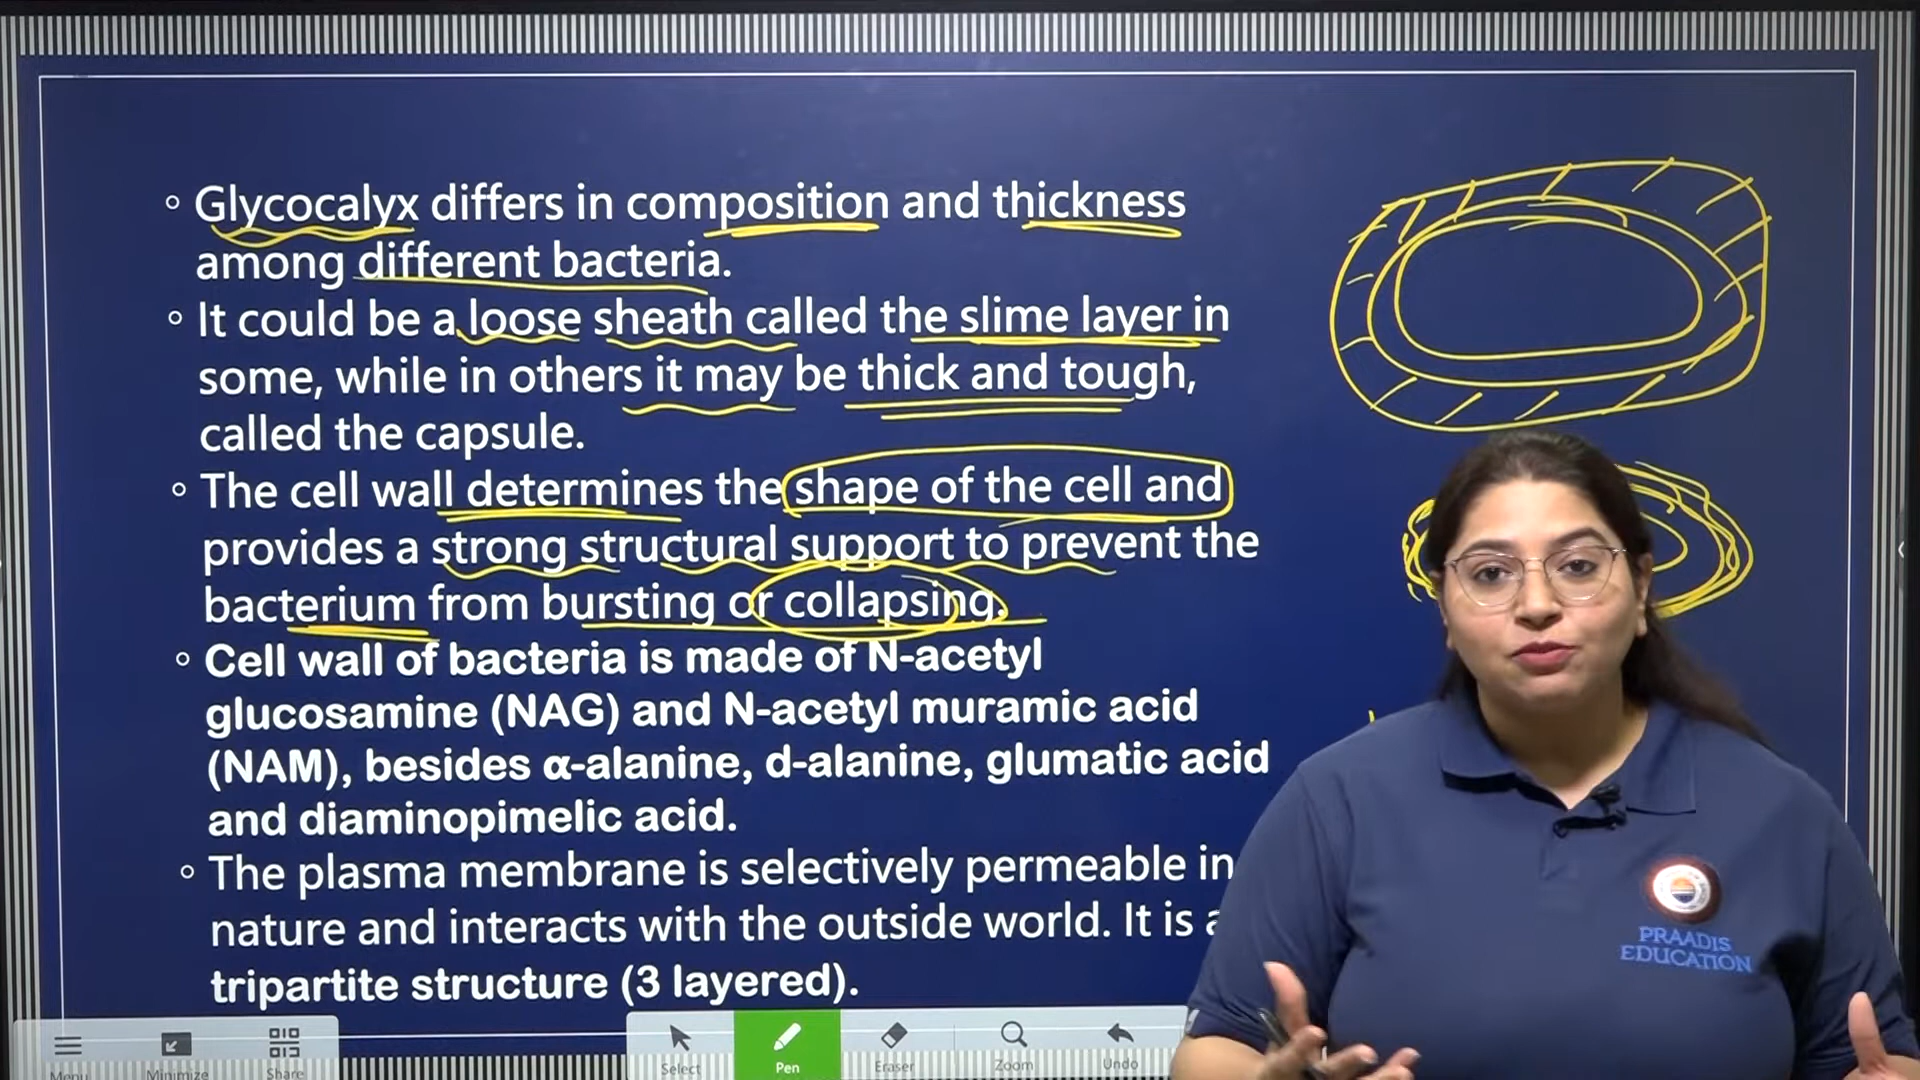 Glycocalyx differs in composition and thickness
among different bacteria.
It could be a loose sheath called the slime layer in
some, while in others it may be thick and tough,
called the capsule.
The cell wall determines the shape of the cell and
provides a strong structural support to prevent the
bacterium from bursting or collapsing.
Cell wall of bacteria is made of N-acetyl
glucosamine (NAG) and N-acetyl muramic acid
(NAM), besides α-alanine, d-alanine, glumatic acid
and diaminopimelic acid.
The plasma membrane is selectively permeable in
nature and interacts with the outside world. It is a
tripartite structure (3 layered).
PRAADIS
EDUCATION
Menu Minimize Share Select Pen Eraser Zoom Undo